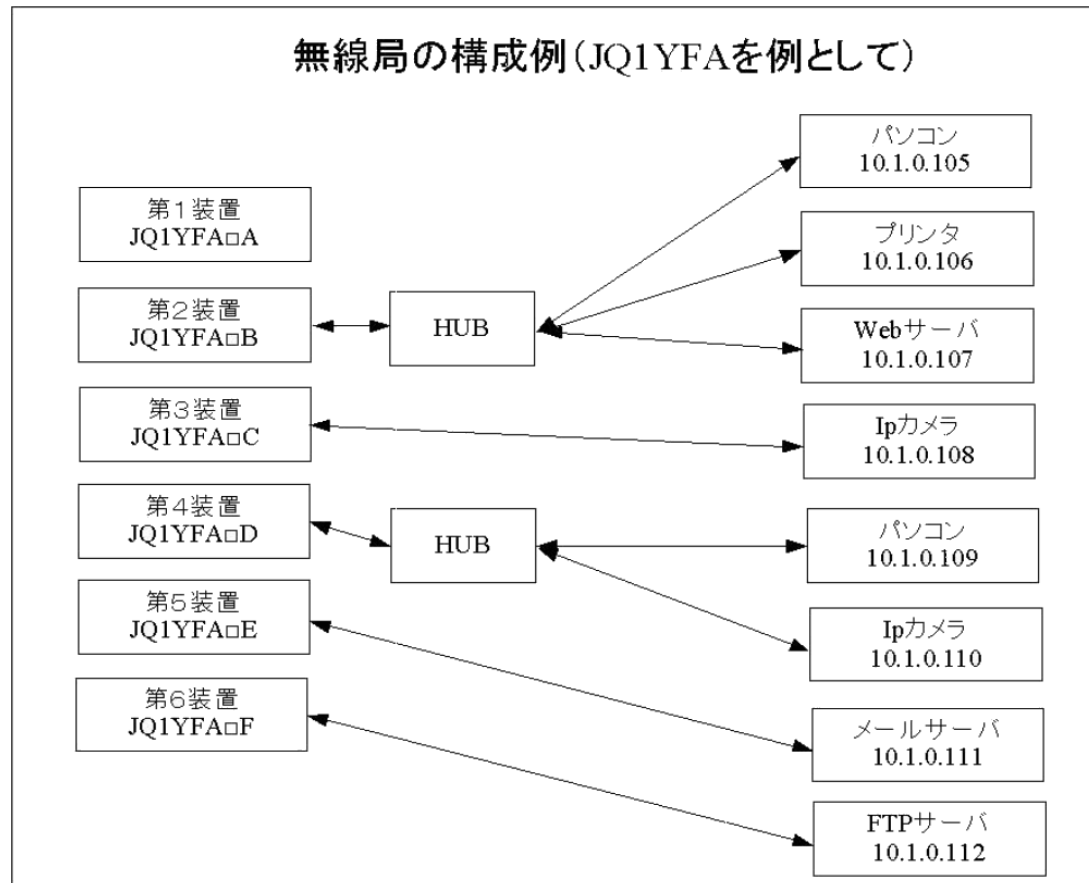 無線局の構成例(JQ1YFAを例として)
第1装置
JQ1YFA□A
第2装置
JQ1YFA□B
第3装置
JQ1YFA□C
第4装置
JQ1YFA□D
第5装置
JQ1YFA□E
第6装置
JQ1YFA□F
HUB
HUB
パソコン
10.1.0.105
プリンタ
10.1.0.106
Webサーバ
10.1.0.107
Ipカメラ
10.1.0.108
パソコン
10.1.0.109
Ipカメラ
10.1.0.110
メールサーバ
10.1.0.111
FTPサーバ
10.1.0.112